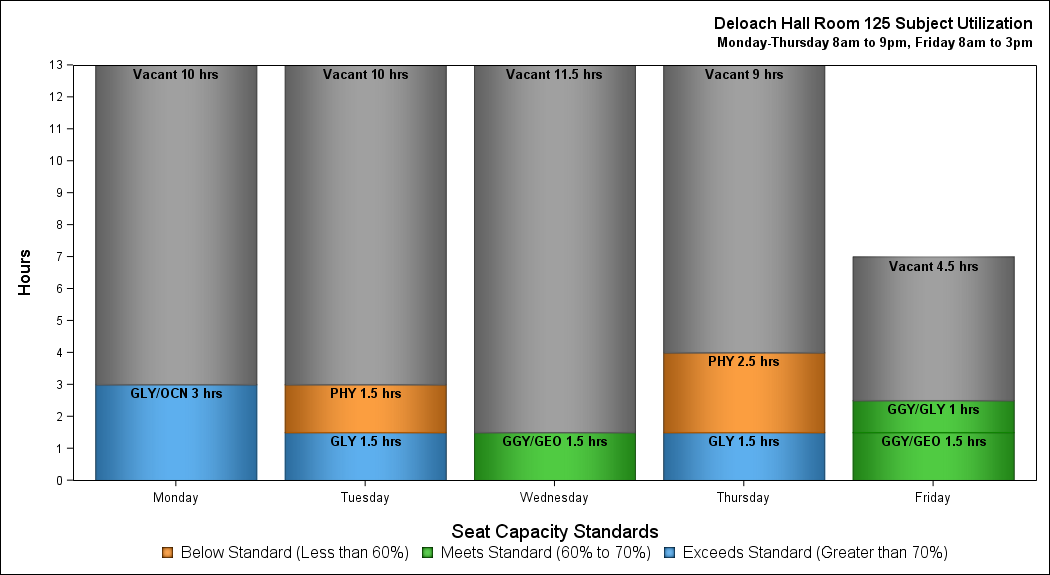 Deloach Hall Room 125 Subject Utilization
Monday-Thursday 8am to 9pm, Friday 8am to 3pm
Hours
13
12
11
10
9
8
7
6
5
4
3
2
1
0
Vacant 10 hrs
GLY/OCN 3 hrs
Vacant 10 hrs
PHY 1.5 hrs
GLY 1.5 hrs
Vacant 11.5 hrs
GGY/GEO 1.5 hrs
Vacant 9 hrs
PHY 2.5 hrs
GLY 1.5 hrs
Vacant 4.5 hrs
GGY/GLY 1 hrs
GGY/GEO 1.5 hrs
Monday Tuesday Wednesday Thursday Friday
Seat Capacity Standards
Below Standard (Less than 60%) Meets Standard (60% to 70%) Exceeds Standard (Greater than 70%)